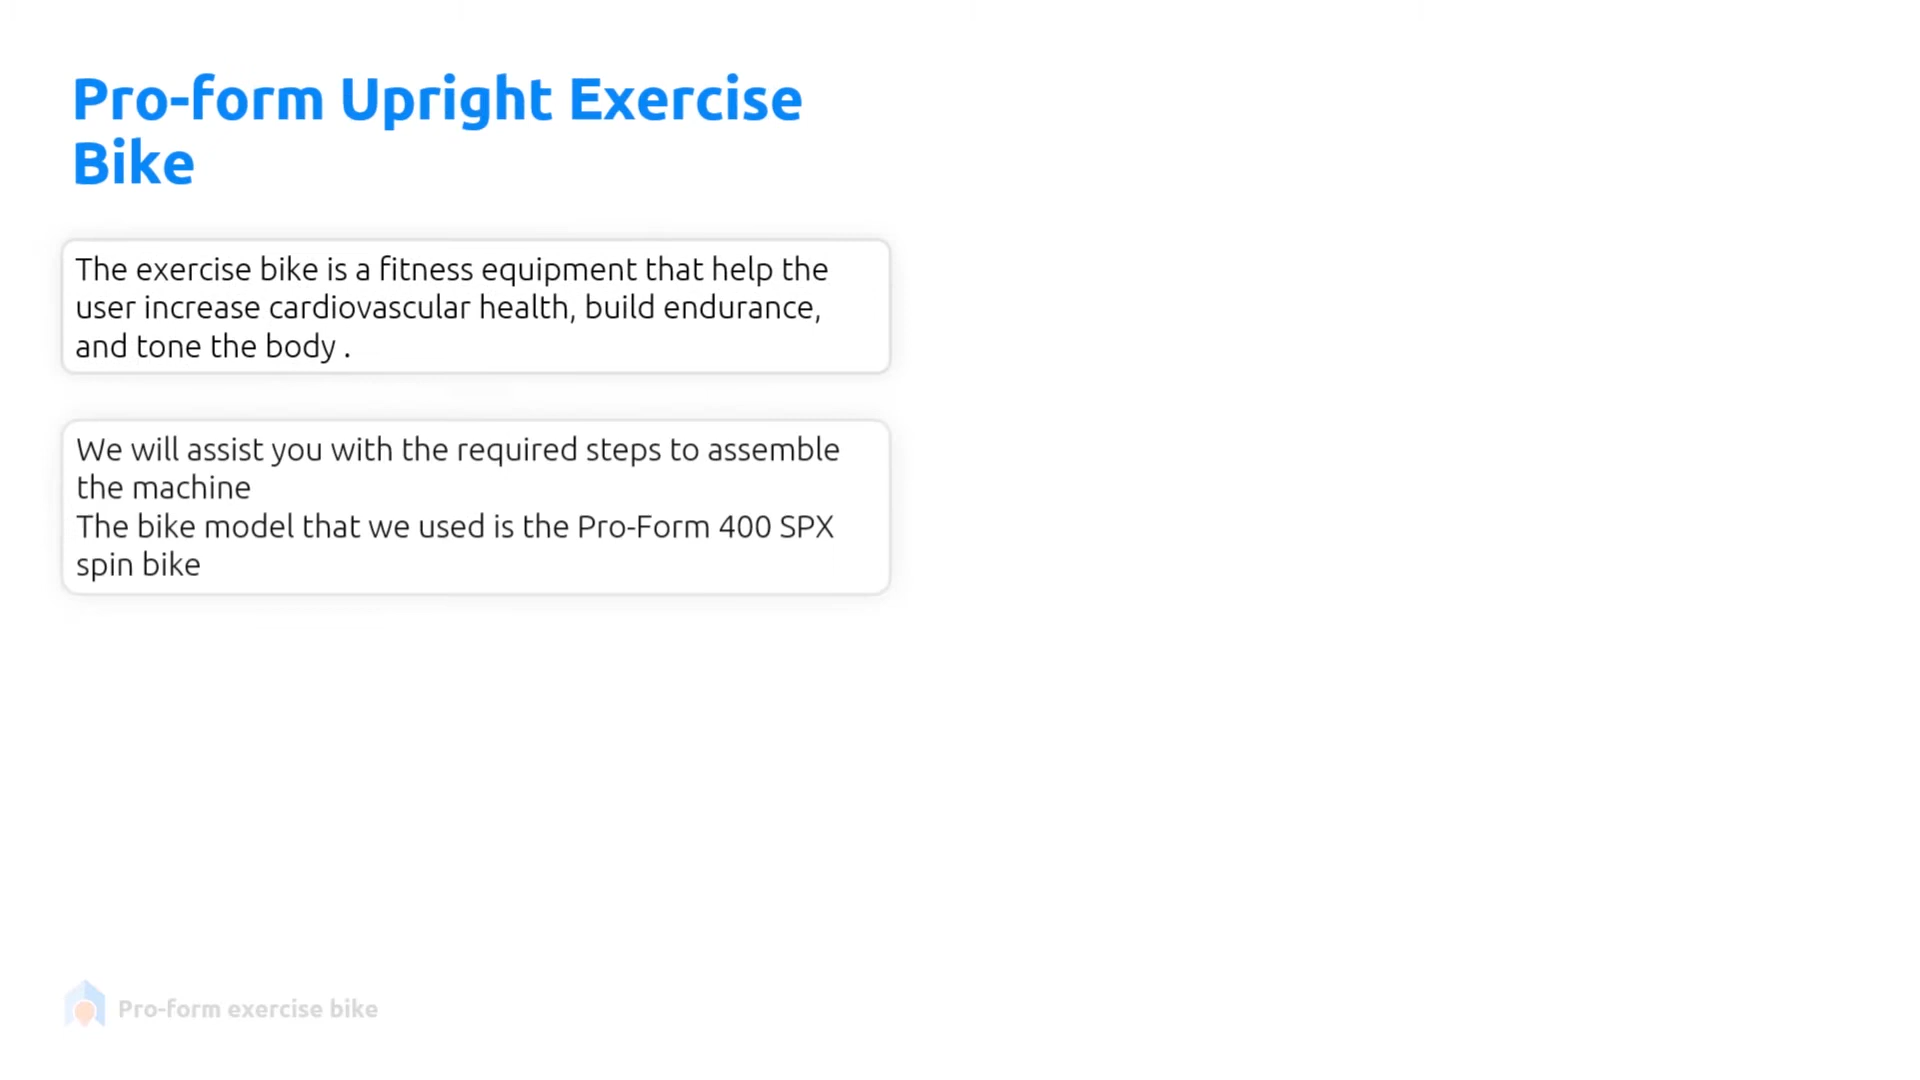 Pro-form Upright Exercise
Bike
The exercise bike is a fitness equipment that help the
user increase cardiovascular health, build endurance,
and tone the body .
We will assist you with the required steps to assemble
the machine
The bike model that we used is the Pro-Form 400 SPX
spin bike
Pro-form exercise bike